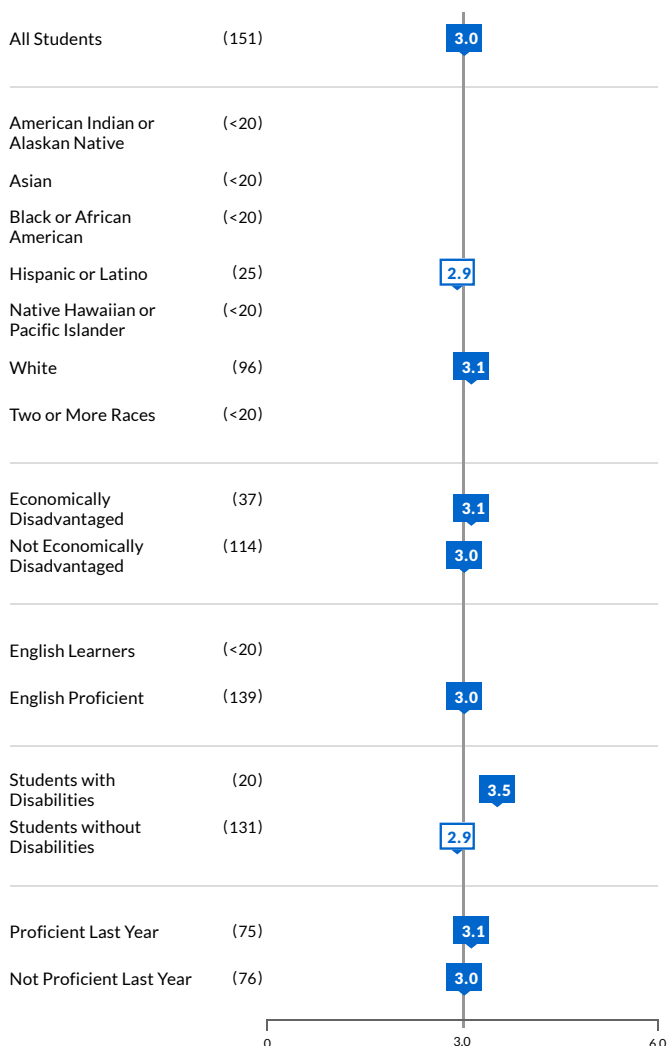 All Students (151) 3.0
American Indian or
Alaskan Native (<20)
Asian (<20)
Black or African
American (<20)
Hispanic or Latino (25) 2.9
Native Hawaiian or
Pacific Islander (<20)
White (96) 3.1
Two or More Races (<20)
Economically
Disadvantaged (37) 3.1
Not Economically
Disadvantaged (114) 3.0
English Learners (<20)
English Proficient (139) 3.0
Students with
Disabilities (20) 3.5
Students without
Disabilities (131) 2.9
Proficient Last Year (75) 3.1
Not Proficient Last Year (76) 3.0
0 3.0 6.0